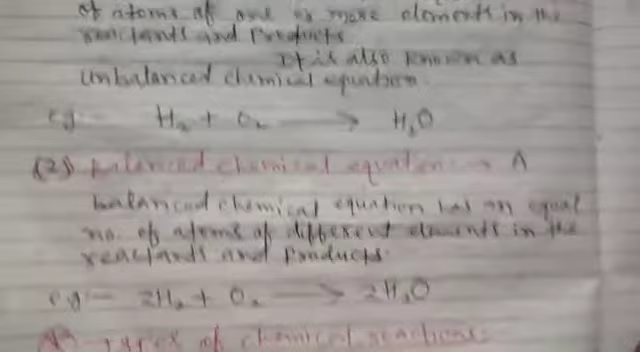 of atoms of one or more elements in the
reactants and Products.
It is also known as
Unbalanced chemical equation.
eg - H₂ + O₂ → H₂O
(2) balanced chemical equation → A
balanced chemical equation has an equal
no. of atoms of different elements in the
reactants and Products.
eg - 2H₂ + O₂ → 2H₂O
types of chemical reactions: